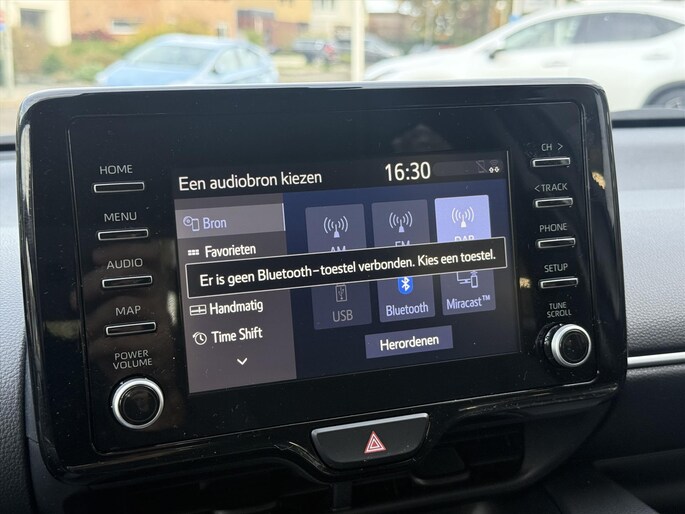 HOME
MENU
AUDIO
MAP
POWER
VOLUME
Een audiobron kiezen
16:30
Bron
Favorieten
AM
FM
DAB
Er is geen Bluetooth-toestel verbonden. Kies een toestel.
Handmatig
USB
Bluetooth
Miracast™
Time Shift
Herordenen
CH >
< TRACK
PHONE
SETUP
TUNE
SCROLL